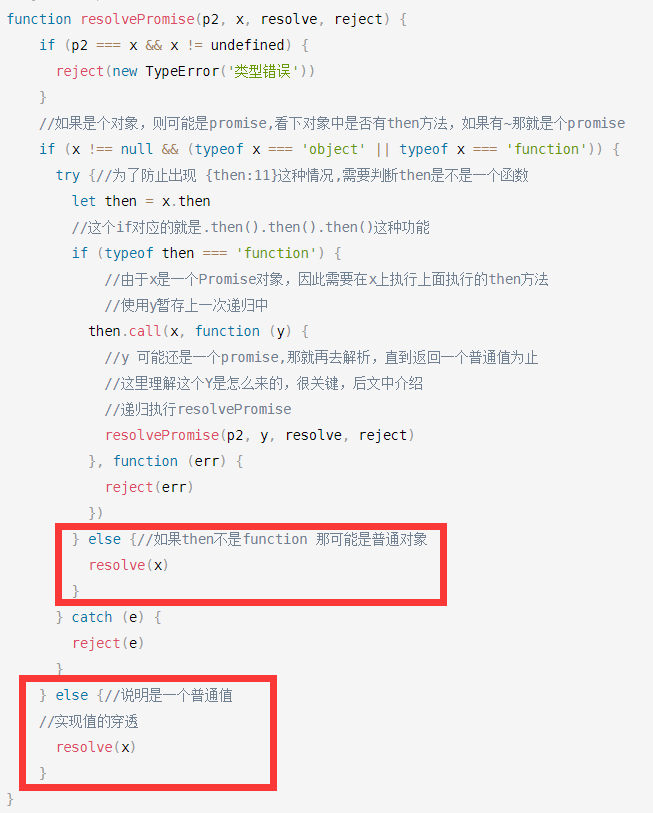 function resolvePromise(p2, x, resolve, reject) {
    if (p2 === x && x != undefined) {
      reject(new TypeError('类型错误'))
    }
    //如果是个对象，则可能是promise,看下对象中是否有then方法，如果有~那就是个promise
    if (x !== null && (typeof x === 'object' || typeof x === 'function')) {
      try {//为了防止出现 {then:11}这种情况,需要判断then是不是一个函数
        let then = x.then
        //这个if对应的就是.then().then().then()这种功能
        if (typeof then === 'function') {
            //由于x是一个Promise对象，因此需要在x上执行上面执行的then方法
            //使用y暂存上一次递归中
          then.call(x, function (y) {
            //y 可能还是一个promise,那就再去解析，直到返回一个普通值为止
            //这里理解这个Y是怎么来的，很关键，后文中介绍
            //递归执行resolvePromise
            resolvePromise(p2, y, resolve, reject)
          }, function (err) {
            reject(err)
          })
        } else {//如果then不是function 那可能是普通对象
          resolve(x)
        }
      } catch (e) {
        reject(e)
      }
    } else {//说明是一个普通值
    //实现值的穿透
      resolve(x)
    }
}